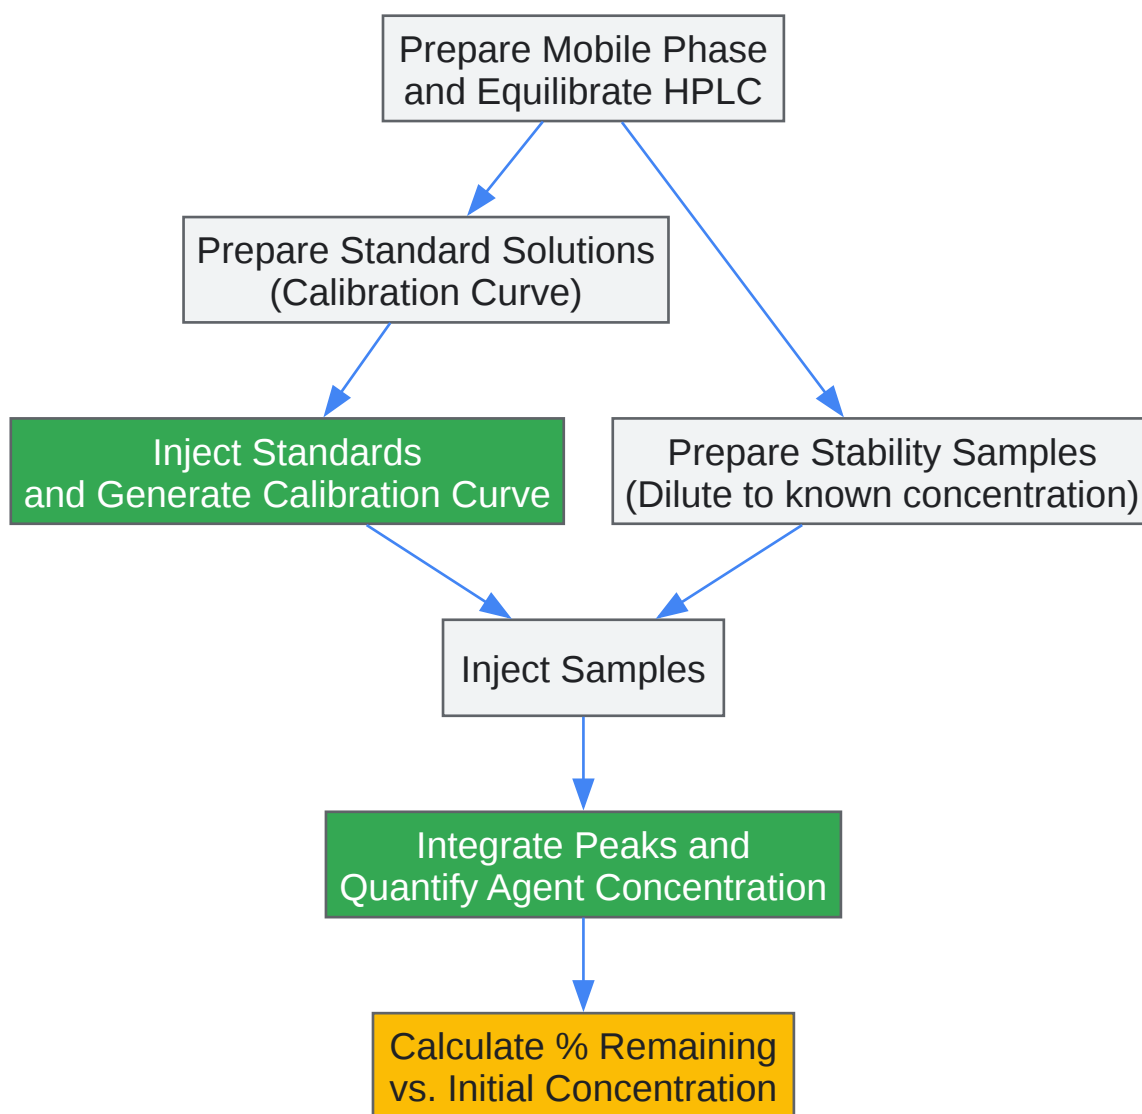 Prepare Mobile Phase
and Equilibrate HPLC
Prepare Standard Solutions
(Calibration Curve)
Inject Standards
and Generate Calibration Curve
Prepare Stability Samples
(Dilute to known concentration)
Inject Samples
Integrate Peaks and
Quantify Agent Concentration
Calculate % Remaining
vs. Initial Concentration